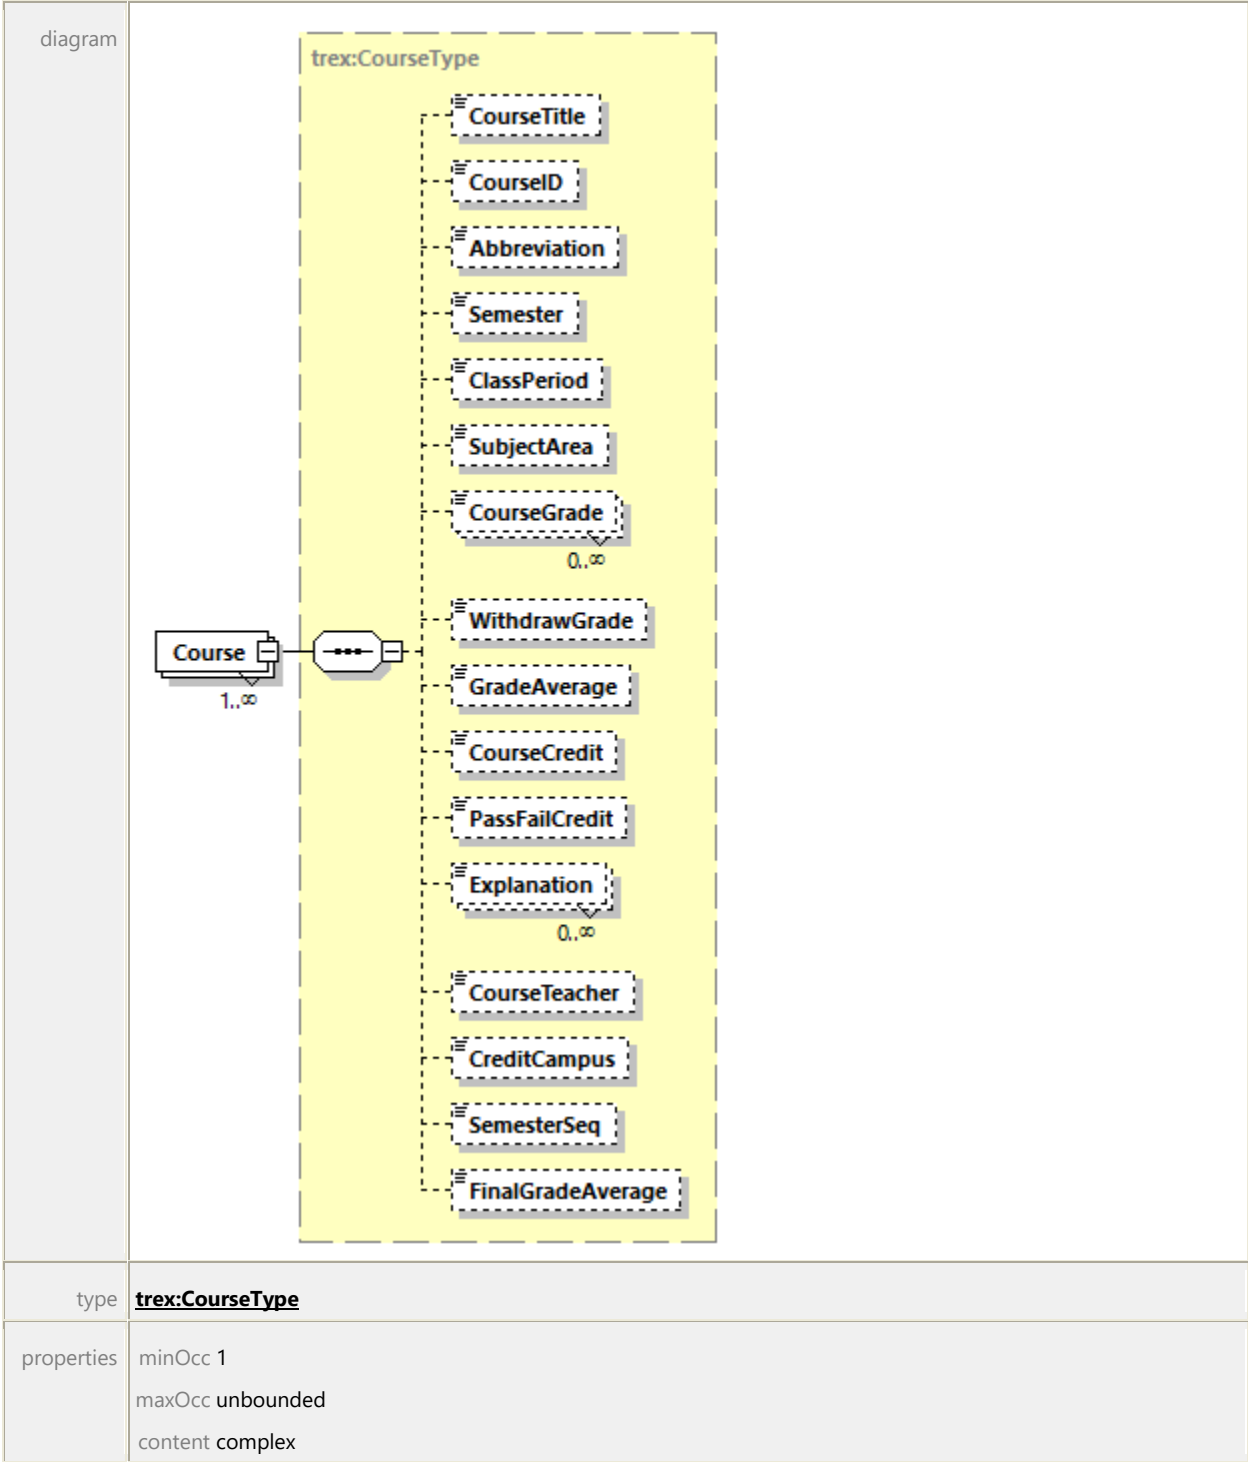 diagram
trex:CourseType
CourseTitle
CourseID
Abbreviation
Semester
ClassPeriod
SubjectArea
CourseGrade
0..∞
WithdrawGrade
Course
1..∞
GradeAverage
CourseCredit
PassFailCredit
Explanation
0..∞
CourseTeacher
CreditCampus
SemesterSeq
FinalGradeAverage
type trex:CourseType
properties minOcc 1
maxOcc unbounded
content complex